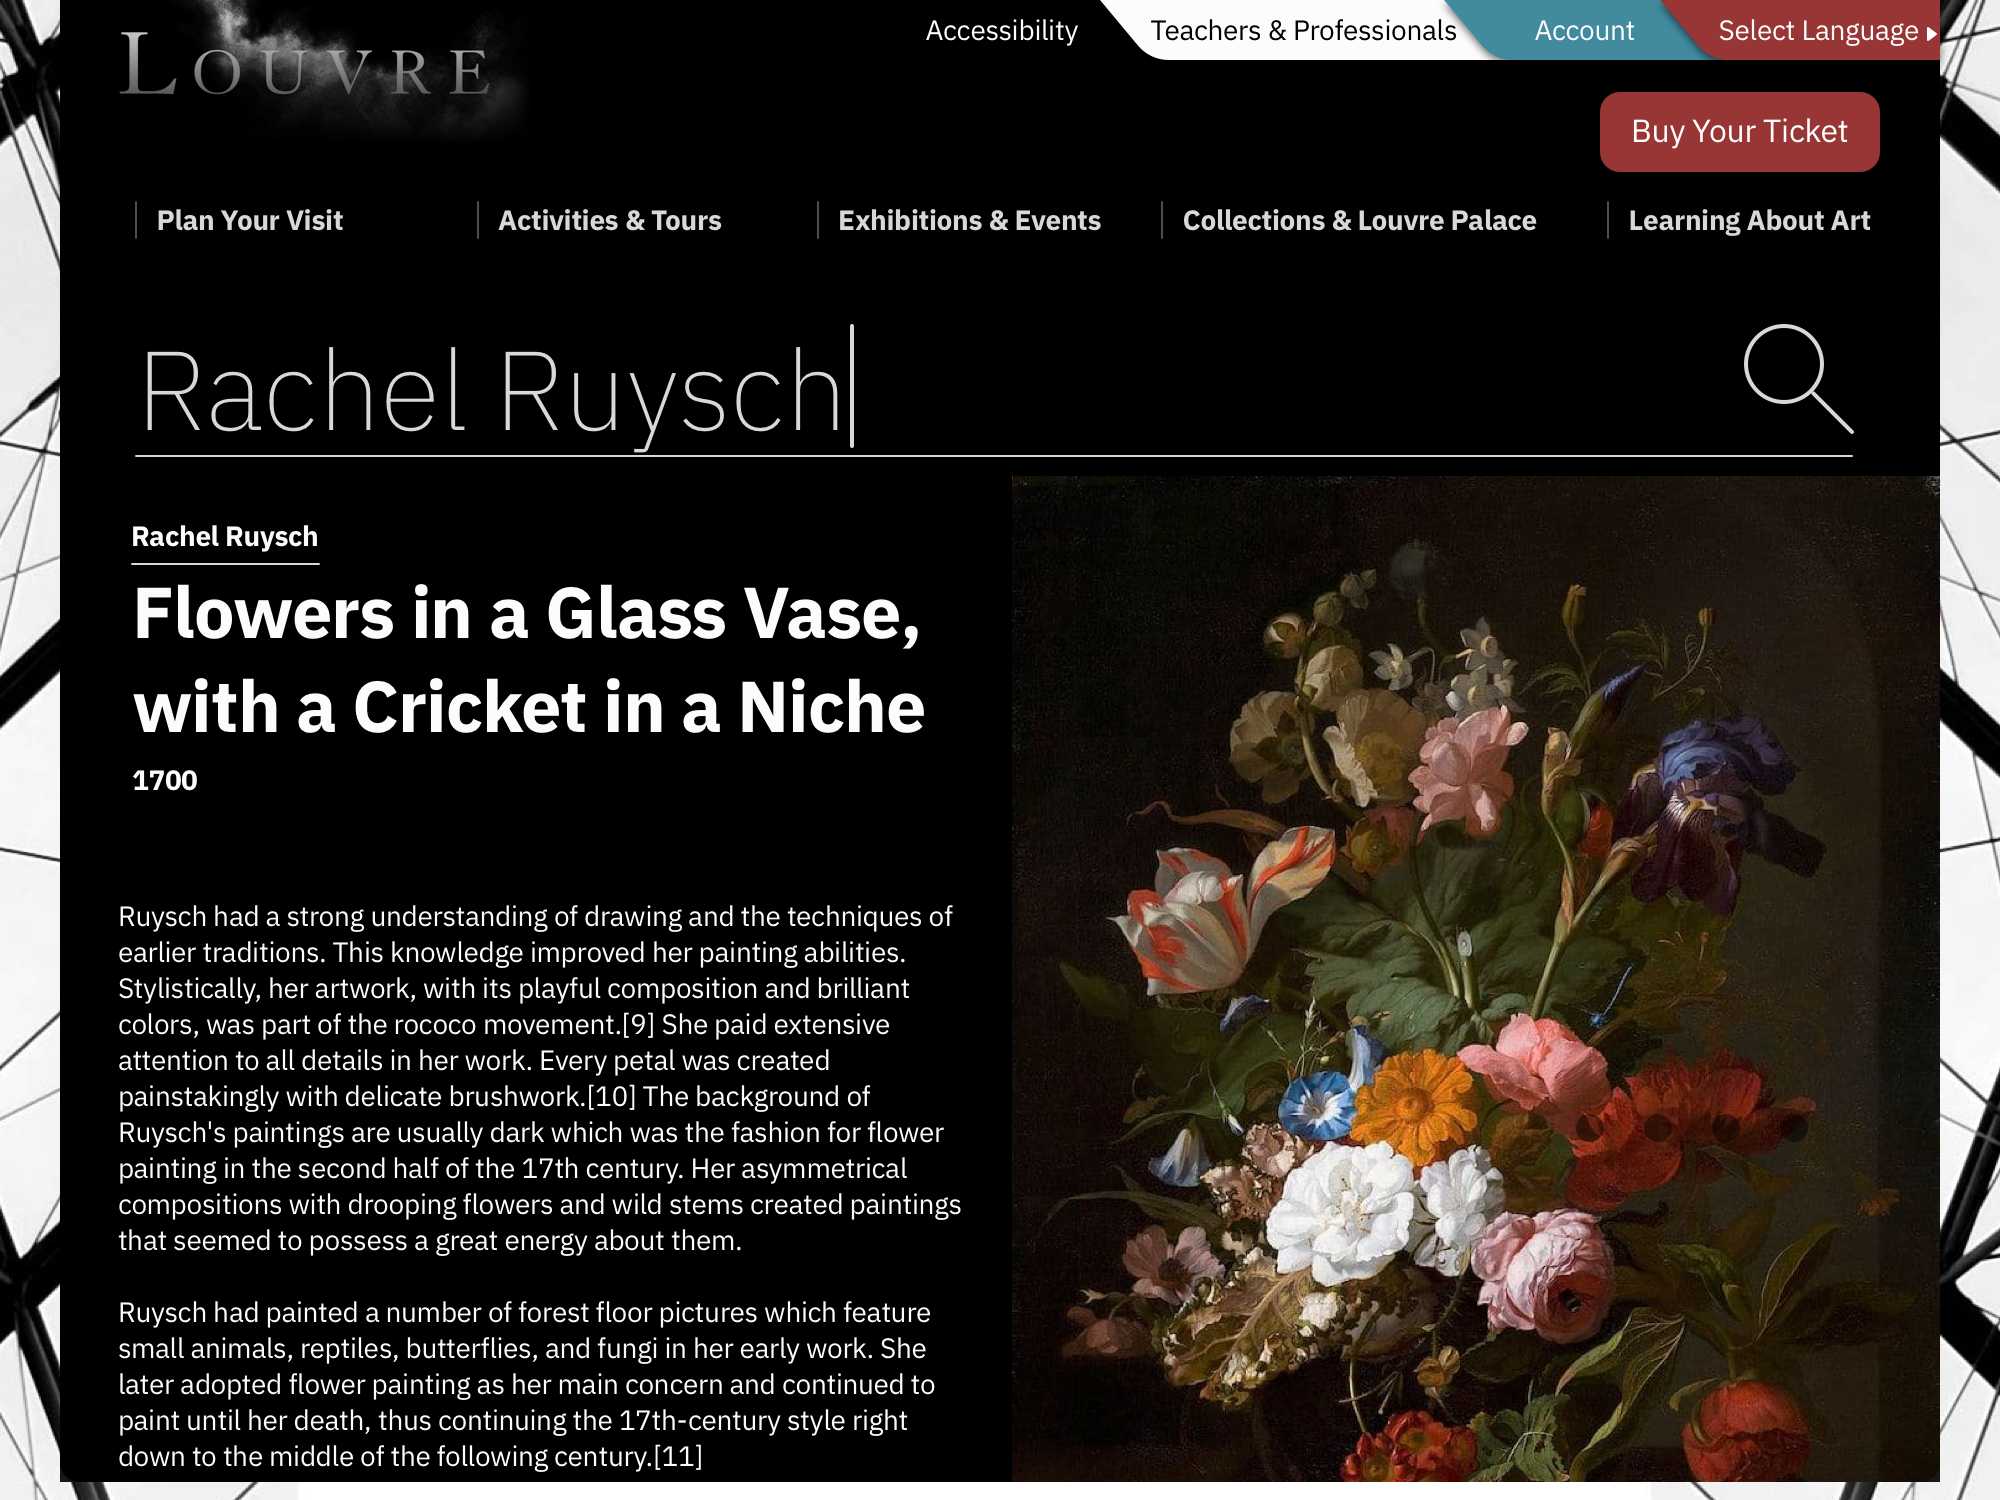 LOUVRE
Accessibility
Teachers & Professionals
Account
Select Language
Buy Your Ticket
Plan Your Visit
Activities & Tours
Exhibitions & Events
Collections & Louvre Palace
Learning About Art
Rachel Ruysch
Rachel Ruysch
Flowers in a Glass Vase,
with a Cricket in a Niche
1700
Ruysch had a strong understanding of drawing and the techniques of
earlier traditions. This knowledge improved her painting abilities.
Stylistically, her artwork, with its playful composition and brilliant
colors, was part of the rococo movement.[9] She paid extensive
attention to all details in her work. Every petal was created
painstakingly with delicate brushwork.[10] The background of
Ruysch's paintings are usually dark which was the fashion for flower
painting in the second half of the 17th century. Her asymmetrical
compositions with drooping flowers and wild stems created paintings
that seemed to possess a great energy about them.
Ruysch had painted a number of forest floor pictures which feature
small animals, reptiles, butterflies, and fungi in her early work. She
later adopted flower painting as her main concern and continued to
paint until her death, thus continuing the 17th-century style right
down to the middle of the following century.[11]